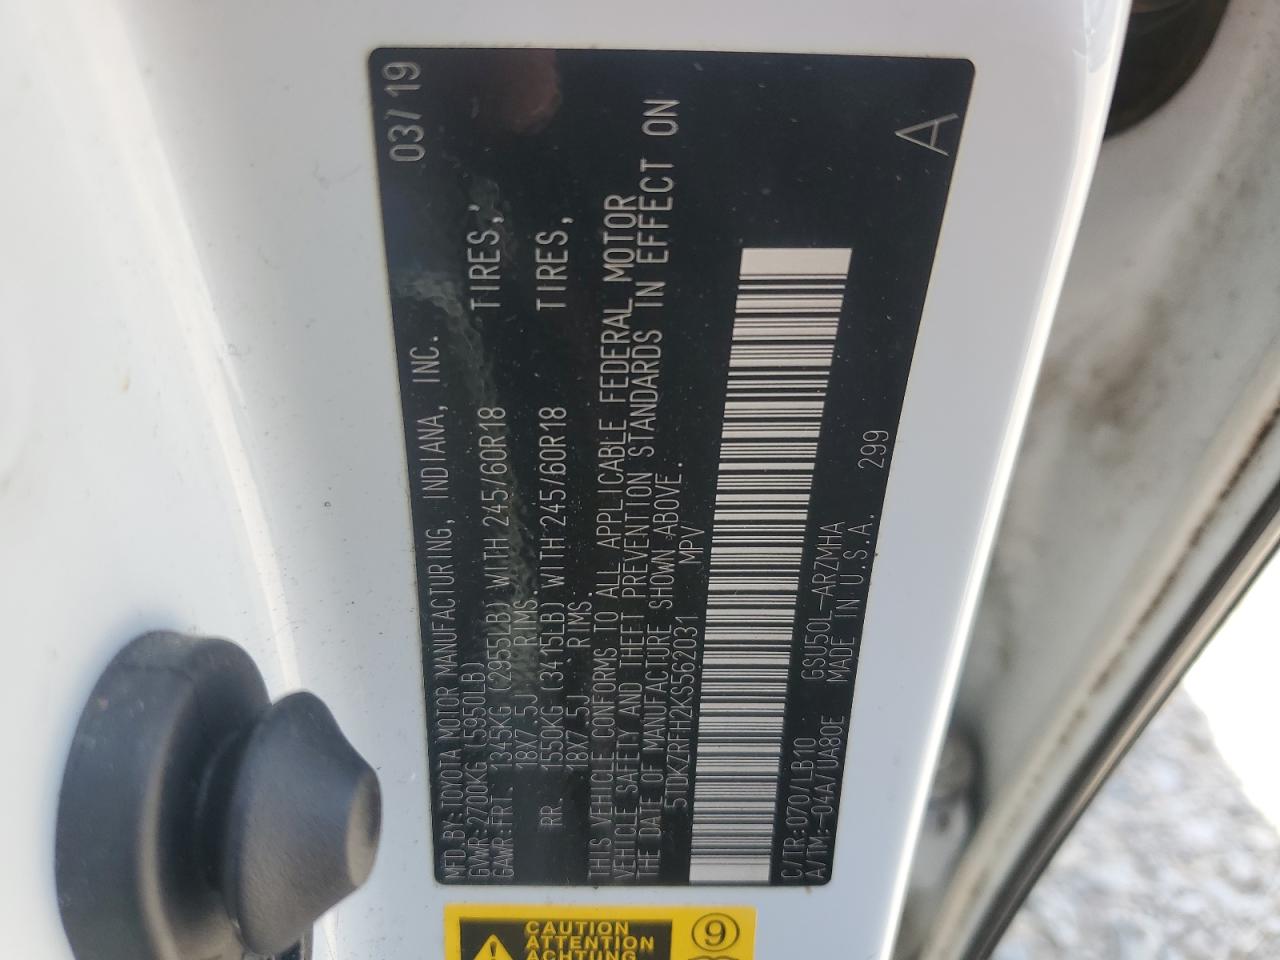 MFD.BY:TOYOTA MOTOR MANUFACTURING, INDIANA, INC. 03/19
GVWR:2700KG(5950LB)
GAWR:FRT. 1345KG (2955LB) WITH 245/60R18 TIRES,
18X7.5J RIMS.
RR. 1550KG (3415LB) WITH 245/60R18 TIRES,
18X7.5J RIMS.
THIS VEHICLE CONFORMS TO ALL APPLICABLE FEDERAL MOTOR
VEHICLE SAFETY AND THEFT PREVENTION STANDARDS IN EFFECT ON
THE DATE OF MANUFACTURE SHOWN ABOVE.
5TDKZRFH2KS562031 MPV
C/TR:070/LB10 GSU50L-ARZMHA
A/TM:-04A/UA80E MADE IN U.S.A. 299
A
CAUTION
ATTENTION
ACHTUNG
9